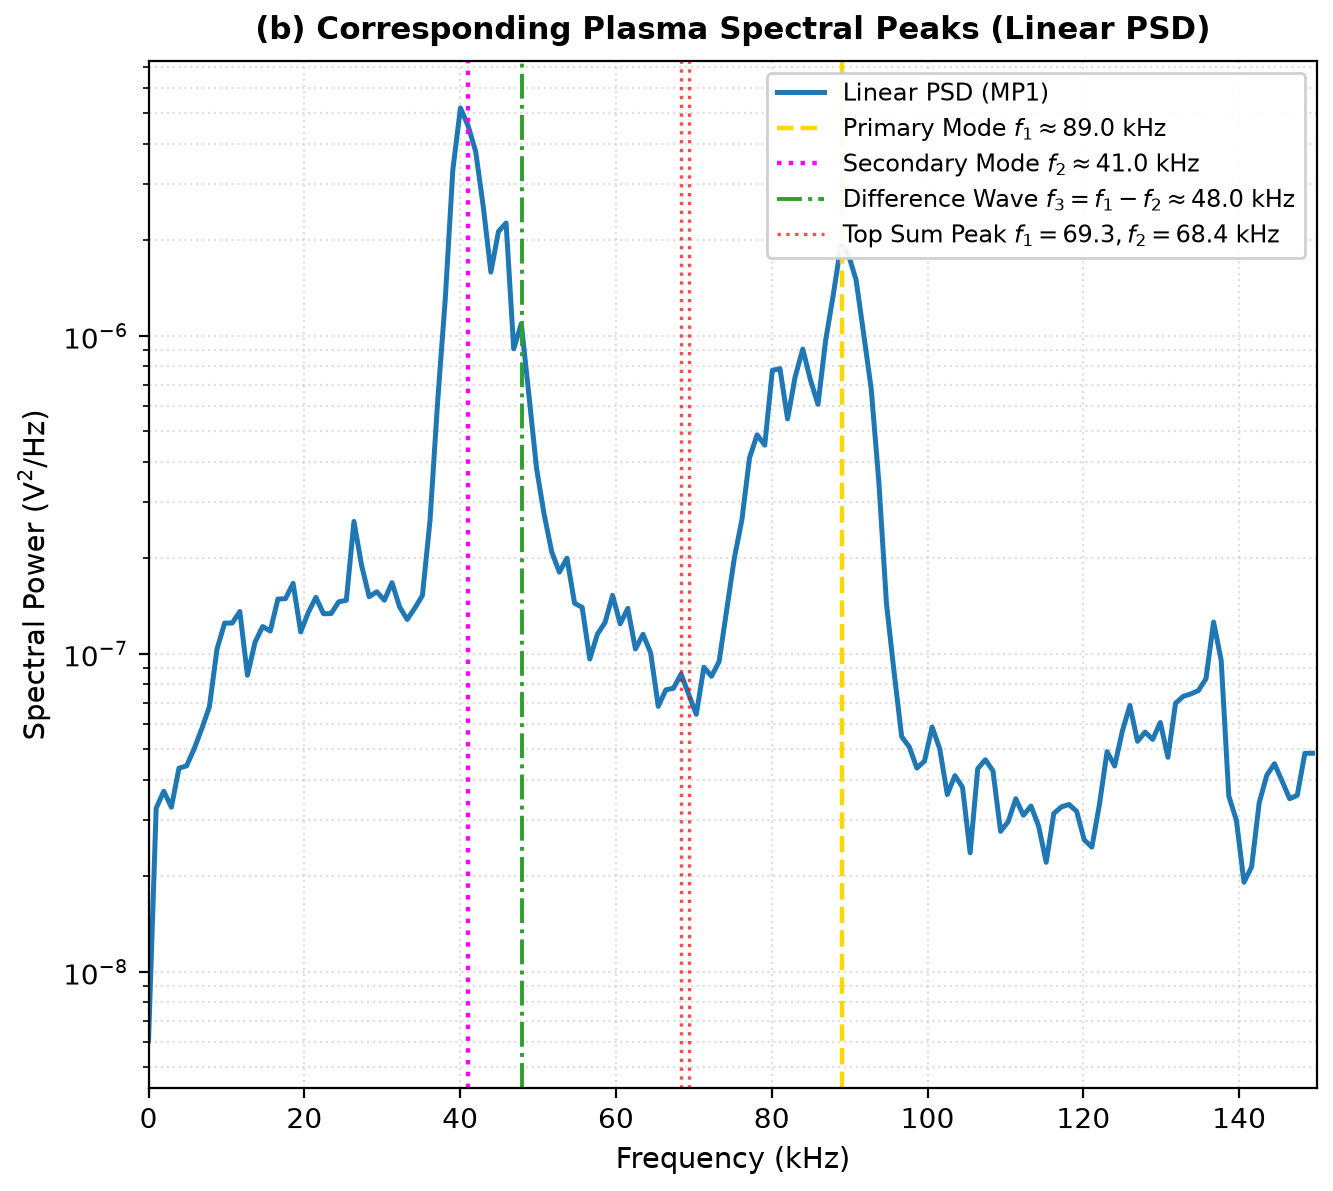 (b) Corresponding Plasma Spectral Peaks (Linear PSD)
Linear PSD (MP1)
Primary Mode f₁ ≈ 89.0 kHz
Secondary Mode f₂ ≈ 41.0 kHz
Difference Wave f₃ = f₁ − f₂ ≈ 48.0 kHz
Top Sum Peak f₁ = 69.3, f₂ = 68.4 kHz
Spectral Power (V²/Hz)
10⁻⁶
10⁻⁷
10⁻⁸
0 20 40 60 80 100 120 140
Frequency (kHz)